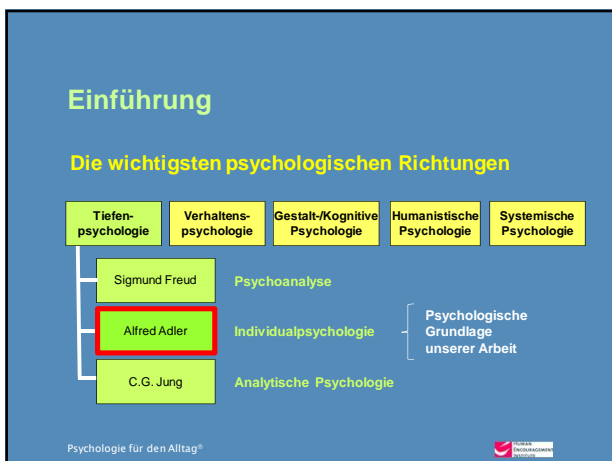 Einführung
Die wichtigsten psychologischen Richtungen
Tiefen-
psychologie
Verhaltens-
psychologie
Gestalt-/Kognitive
Psychologie
Humanistische
Psychologie
Systemische
Psychologie
Sigmund Freud
Psychoanalyse
Alfred Adler
Individualpsychologie
Psychologische
Grundlage
unserer Arbeit
C.G. Jung
Analytische Psychologie
Psychologie für den Alltag®
HUMAN
ENCOURAGEMENT
INSTITUTE